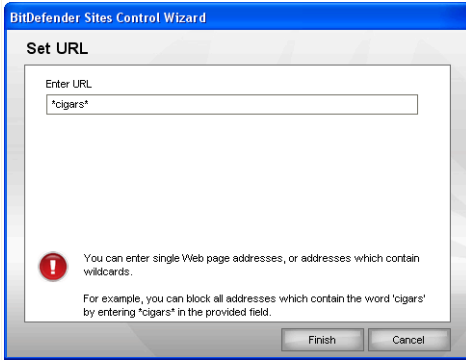 BitDefender Sites Control Wizard
Set URL
Enter URL
*cigars*
You can enter single Web page addresses, or addresses which contain
wildcards.
For example, you can block all addresses which contain the word 'cigars'
by entering *cigars* in the provided field.
Finish
Cancel